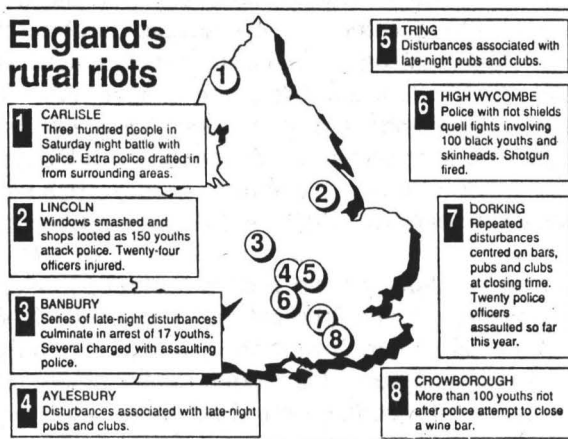 England's
rural riots
1 CARLISLE
Three hundred people in
Saturday night battle with
police. Extra police drafted in
from surrounding areas.
2 LINCOLN
Windows smashed and
shops looted as 150 youths
attack police. Twenty-four
officers injured.
3 BANBURY
Series of late-night disturbances
culminate in arrest of 17 youths.
Several charged with assaulting
police.
4 AYLESBURY
Disturbances associated with late-night
pubs and clubs.
5 TRING
Disturbances associated with
late-night pubs and clubs.
6 HIGH WYCOMBE
Police with riot shields
quell fights involving
100 black youths and
skinheads. Shotgun
fired.
7 DORKING
Repeated
disturbances
centred on bars,
pubs and clubs
at closing time.
Twenty police
officers
assaulted so far
this year.
8 CROWBOROUGH
More than 100 youths riot
after police attempt to close
a wine bar.
1
2
3
4 5
6
7
8